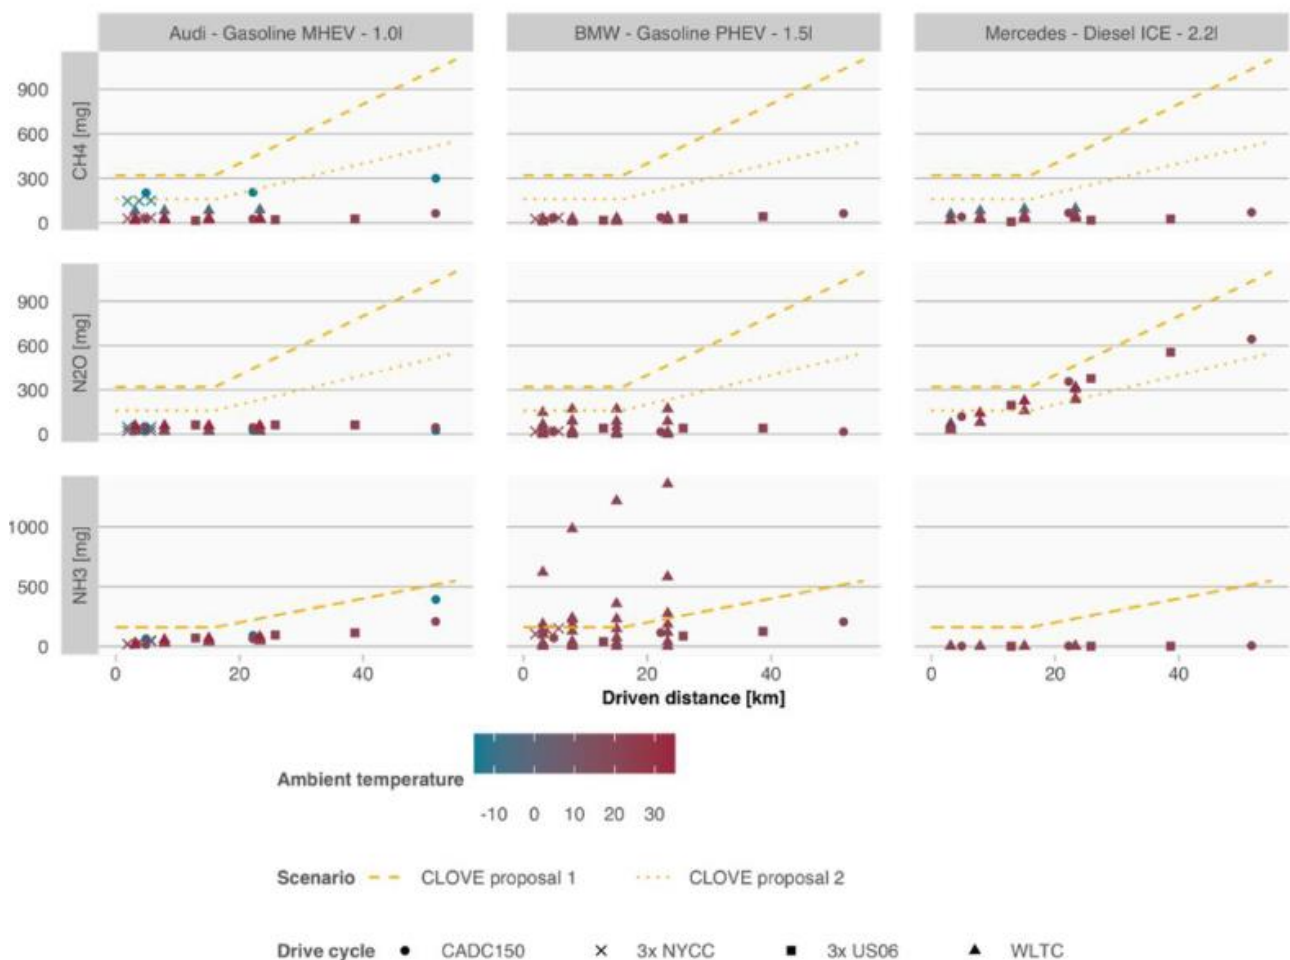 Audi - Gasoline MHEV - 1.0l
BMW - Gasoline PHEV - 1.5l
Mercedes - Diesel ICE - 2.2l
CH4 [mg]
900
600
300
0
N2O [mg]
900
600
300
0
NH3 [mg]
1000
500
0
0 20 40
0 20 40
0 20 40
Driven distance [km]
Ambient temperature
-10 0 10 20 30
Scenario CLOVE proposal 1 CLOVE proposal 2
Drive cycle CADC150 3x NYCC 3x US06 WLTC